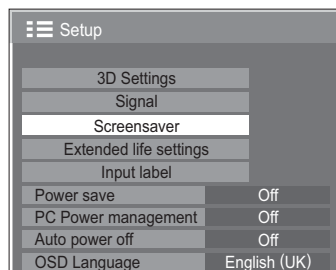 Setup
3D Settings
Signal
Screensaver
Extended life settings
Input label
Power save Off
PC Power management Off
Auto power off Off
OSD Language English (UK)